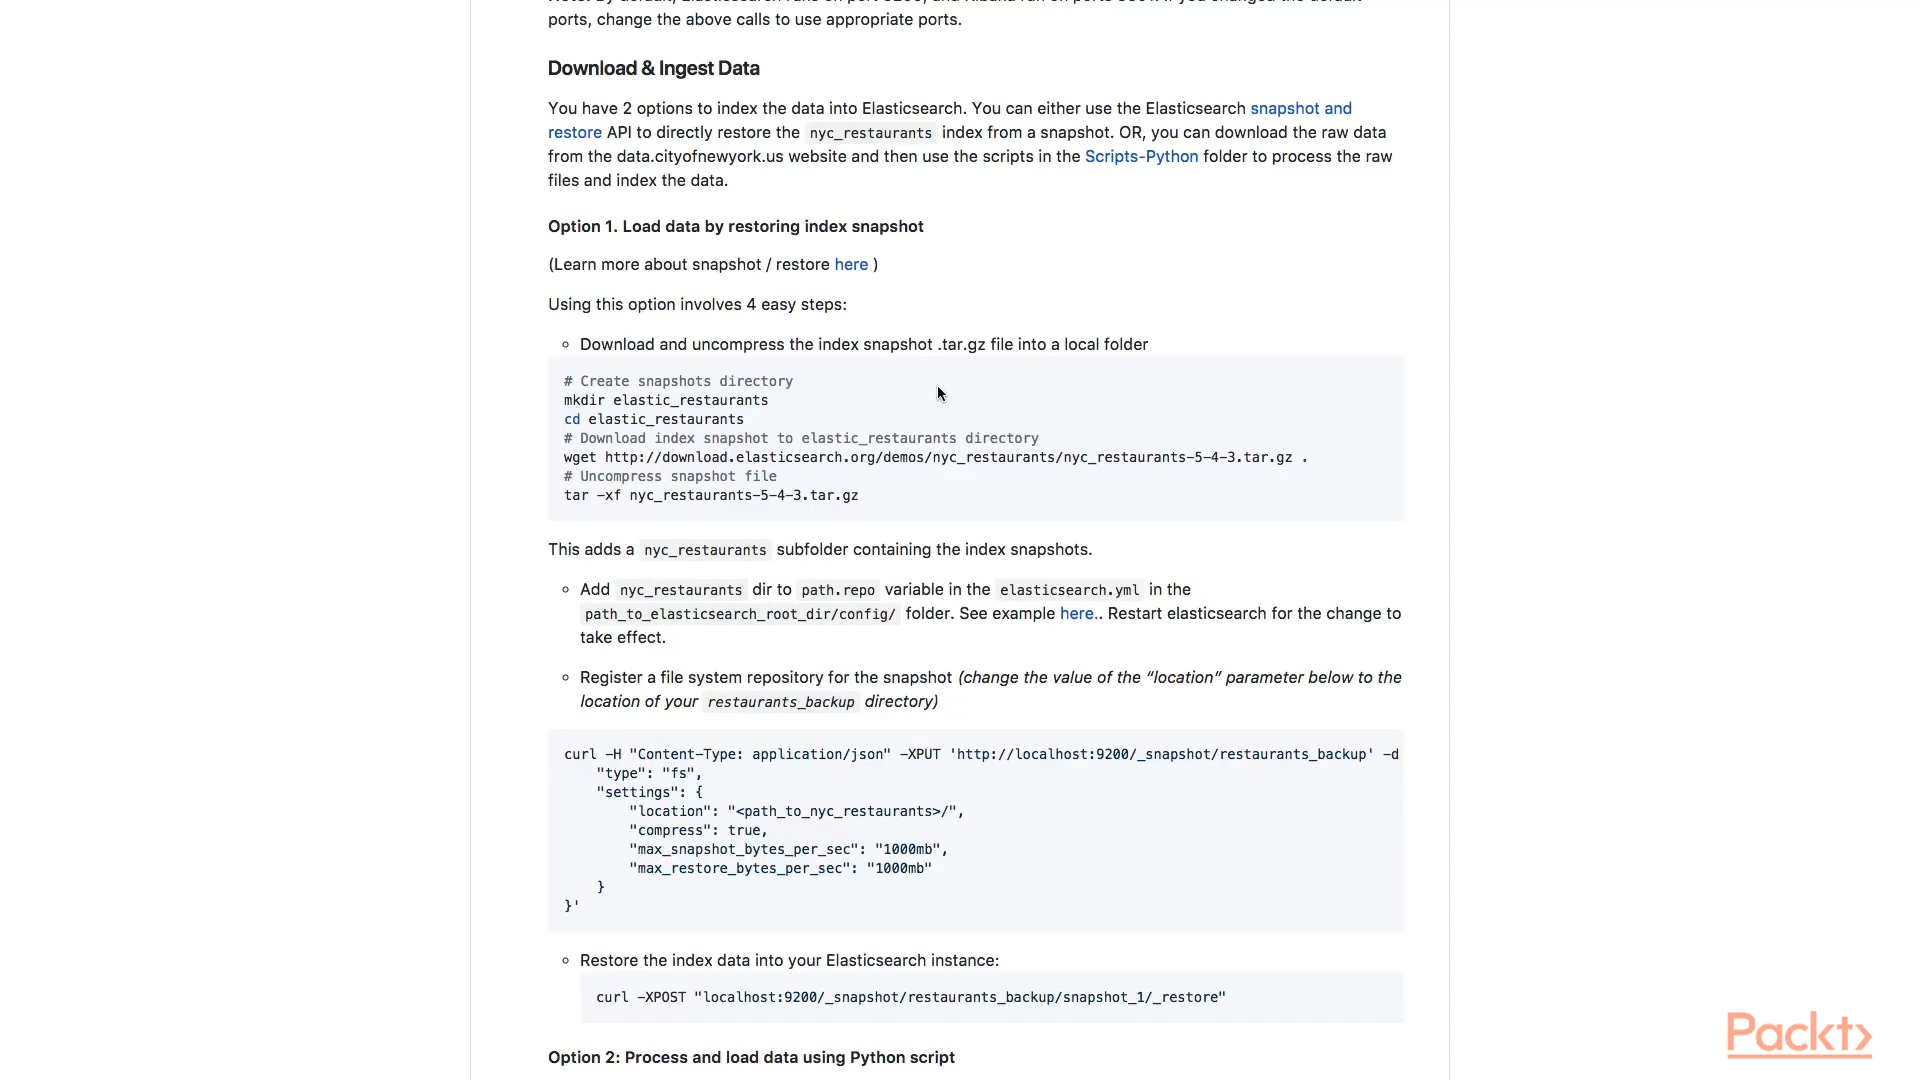 ports, change the above calls to use appropriate ports.
Download & Ingest Data
You have 2 options to index the data into Elasticsearch. You can either use the Elasticsearch snapshot and
restore API to directly restore the nyc_restaurants index from a snapshot. OR, you can download the raw data
from the data.cityofnewyork.us website and then use the scripts in the Scripts-Python folder to process the raw
files and index the data.
Option 1. Load data by restoring index snapshot
(Learn more about snapshot / restore here )
Using this option involves 4 easy steps:
Download and uncompress the index snapshot .tar.gz file into a local folder
# Create snapshots directory
mkdir elastic_restaurants
cd elastic_restaurants
# Download index snapshot to elastic_restaurants directory
wget http://download.elasticsearch.org/demos/nyc_restaurants/nyc_restaurants-5-4-3.tar.gz .
# Uncompress snapshot file
tar -xf nyc_restaurants-5-4-3.tar.gz
This adds a nyc_restaurants subfolder containing the index snapshots.
Add nyc_restaurants dir to path.repo variable in the elasticsearch.yml in the
path_to_elasticsearch_root_dir/config/ folder. See example here.. Restart elasticsearch for the change to
take effect.
Register a file system repository for the snapshot (change the value of the “location” parameter below to the
location of your restaurants_backup directory)
curl -H "Content-Type: application/json" -XPUT 'http://localhost:9200/_snapshot/restaurants_backup' -d
"type": "fs",
"settings": {
"location": "<path_to_nyc_restaurants>/",
"compress": true,
"max_snapshot_bytes_per_sec": "1000mb",
"max_restore_bytes_per_sec": "1000mb"
}
}'
Restore the index data into your Elasticsearch instance:
curl -XPOST "localhost:9200/_snapshot/restaurants_backup/snapshot_1/_restore"
Option 2: Process and load data using Python script
Packt>